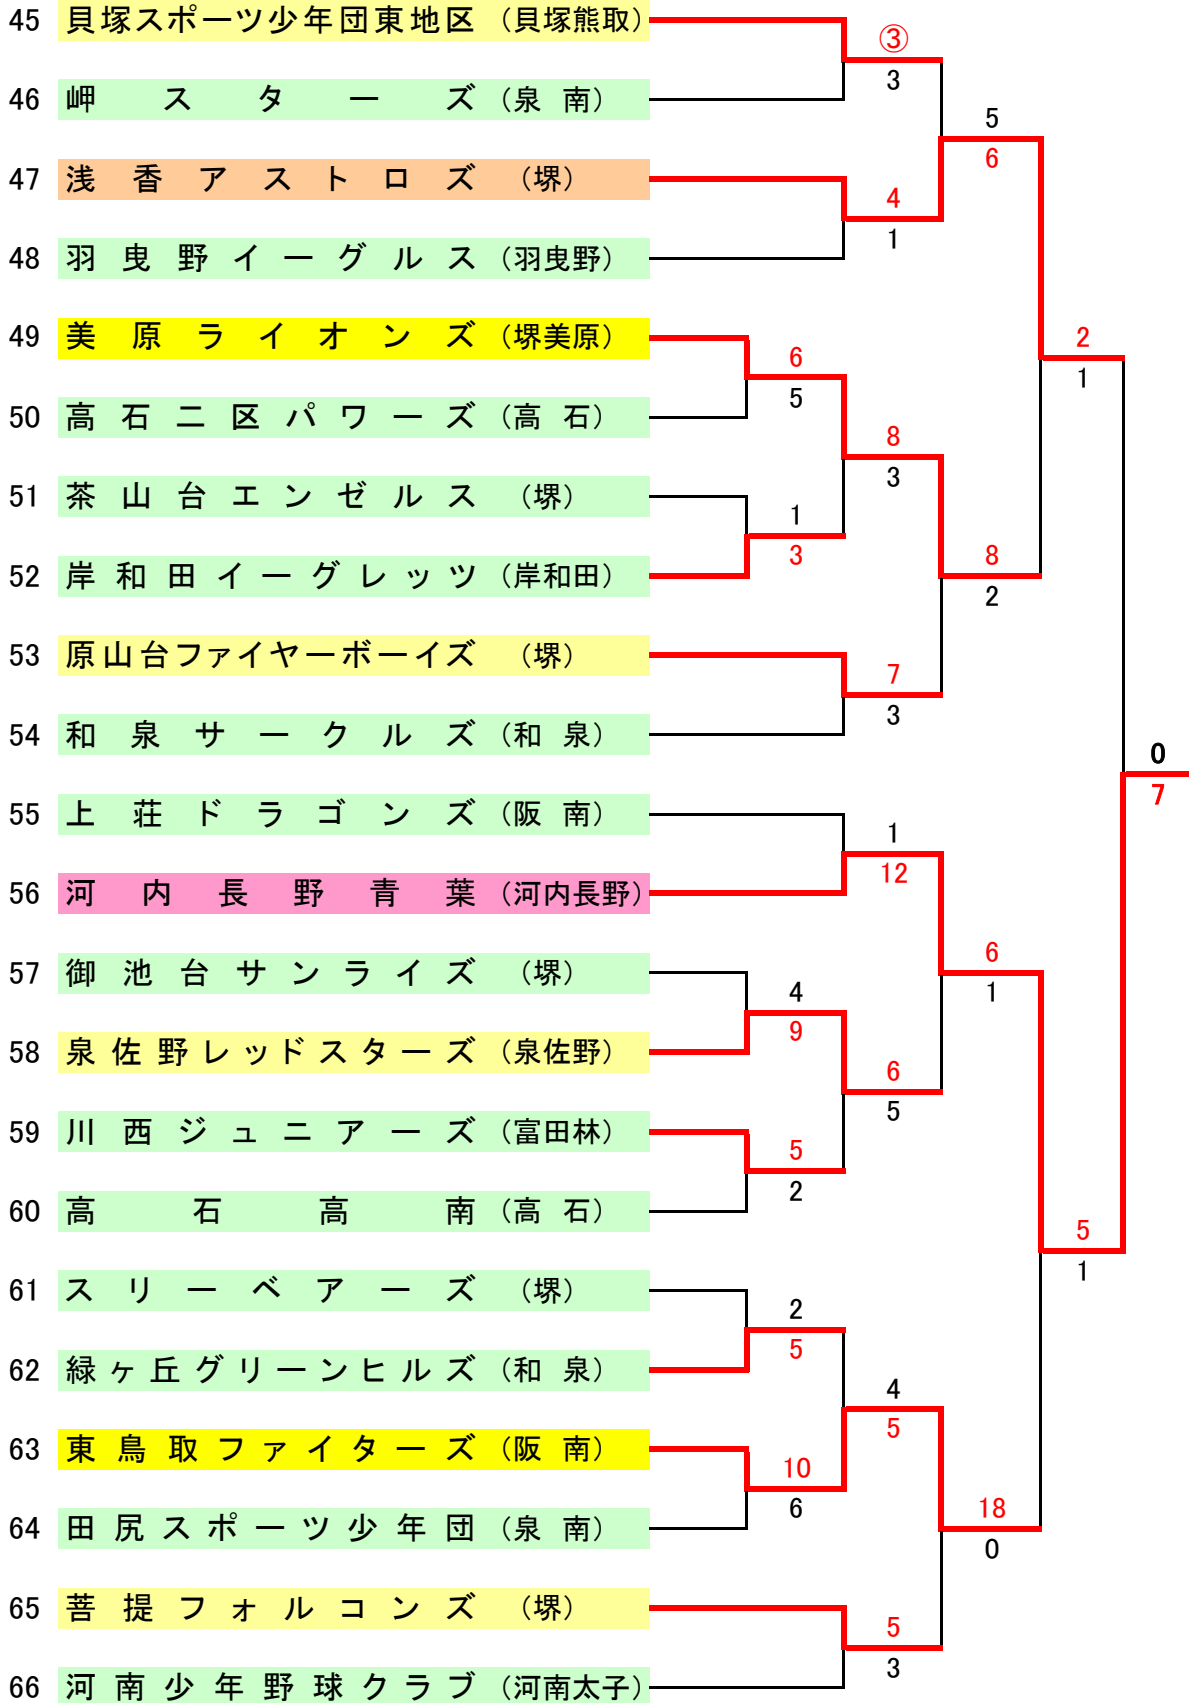 45 貝塚スポーツ少年団東地区 (貝塚熊取)
③
3
46 岬スターズ (泉 南)
5
6
47 浅香アストロズ (堺)
4
1
48 羽曳野イーグルス (羽曳野)
49 美原ライオンズ (堺美原)
2
1
6
5
50 高石二区パワーズ (高 石)
8
3
51 茶山台エンゼルス (堺)
1
3
52 岸和田イーグレッツ (岸和田)
8
2
53 原山台ファイヤーボーイズ (堺)
7
3
54 和泉サークルズ (和 泉)
0
7
55 上荘ドラゴンズ (阪 南)
1
12
56 河内長野青葉 (河内長野)
6
1
57 御池台サンライズ (堺)
4
9
58 泉佐野レッドスターズ (泉佐野)
6
5
59 川西ジュニアーズ (富田林)
5
2
60 高石高南 (高 石)
5
1
61 スリーベアーズ (堺)
2
5
62 緑ヶ丘グリーンヒルズ (和 泉)
4
5
63 東鳥取ファイターズ (阪 南)
10
6
64 田尻スポーツ少年団 (泉 南)
18
0
65 菩提フォルコンズ (堺)
5
3
66 河南少年野球クラブ (河南太子)